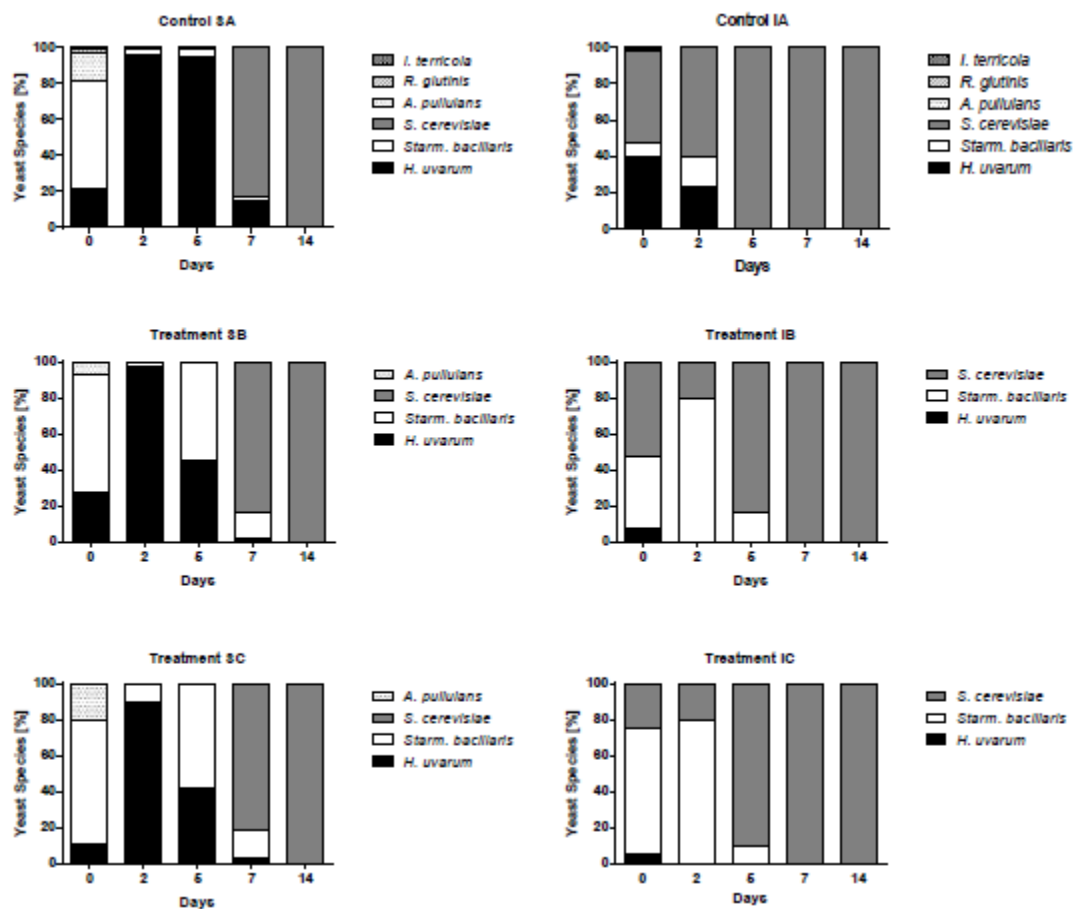 Control SA
Yeast Species [%]
100
80
60
40
20
0
0 2 5 7 14
Days
I. terricola
R. glutinis
A. pullulans
S. cerevisiae
Starm. bacillaris
H. uvarum
Control IA
Yeast Species [%]
100
80
60
40
20
0
0 2 5 7 14
Days
I. terricola
R. glutinis
A. pullulans
S. cerevisiae
Starm. bacillaris
H. uvarum
Treatment SB
Yeast Species [%]
100
80
60
40
20
0
0 2 5 7 14
Days
A. pullulans
S. cerevisiae
Starm. bacillaris
H. uvarum
Treatment IB
Yeast Species [%]
100
80
60
40
20
0
0 2 5 7 14
Days
S. cerevisiae
Starm. bacillaris
H. uvarum
Treatment SC
Yeast Species [%]
100
80
60
40
20
0
0 2 5 7 14
Days
A. pullulans
S. cerevisiae
Starm. bacillaris
H. uvarum
Treatment IC
Yeast Species [%]
100
80
60
40
20
0
0 2 5 7 14
Days
S. cerevisiae
Starm. bacillaris
H. uvarum